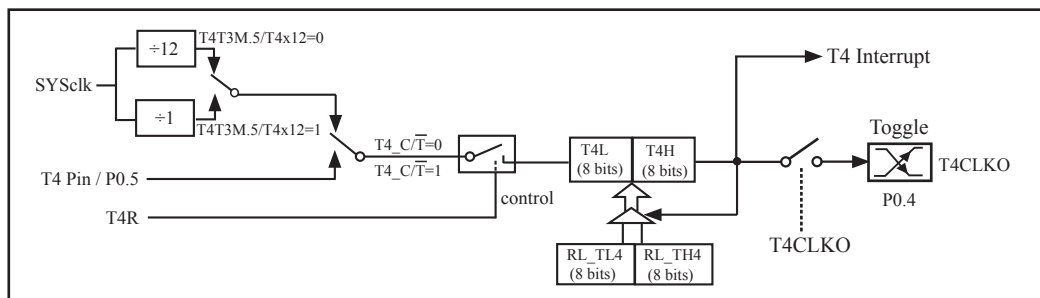 T4T3M.5/T4x12=0
÷12
SYSclk
÷1
T4T3M.5/T4x12=1
T4 Interrupt
Toggle
T4_C/T̅=0
T4_C/T̅=1
T4L
(8 bits)
T4H
(8 bits)
T4CLKO
T4 Pin / P0.5
control
P0.4
T4R
T4CLKO
RL_TL4
(8 bits)
RL_TH4
(8 bits)